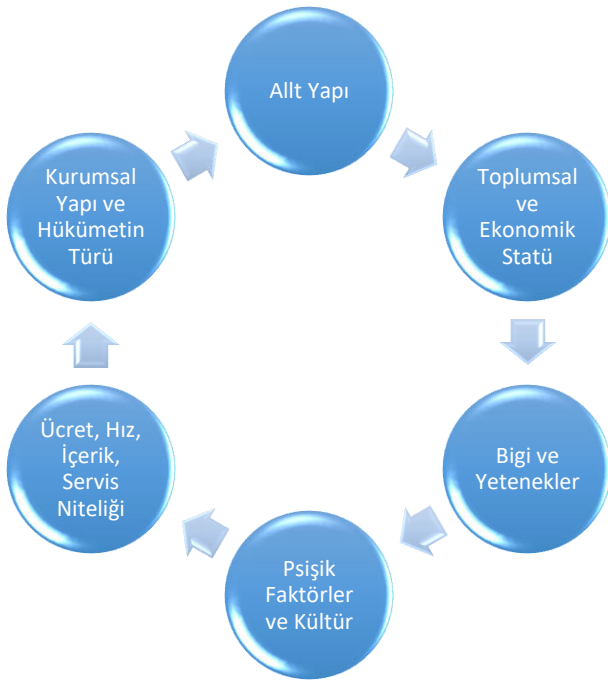 Allt Yapı
Toplumsal
ve
Ekonomik
Statü
Bigi ve
Yetenekler
Psişik
Faktörler
ve Kültür
Ücret, Hız,
İçerik,
Servis
Niteliği
Kurumsal
Yapı ve
Hükümetin
Türü